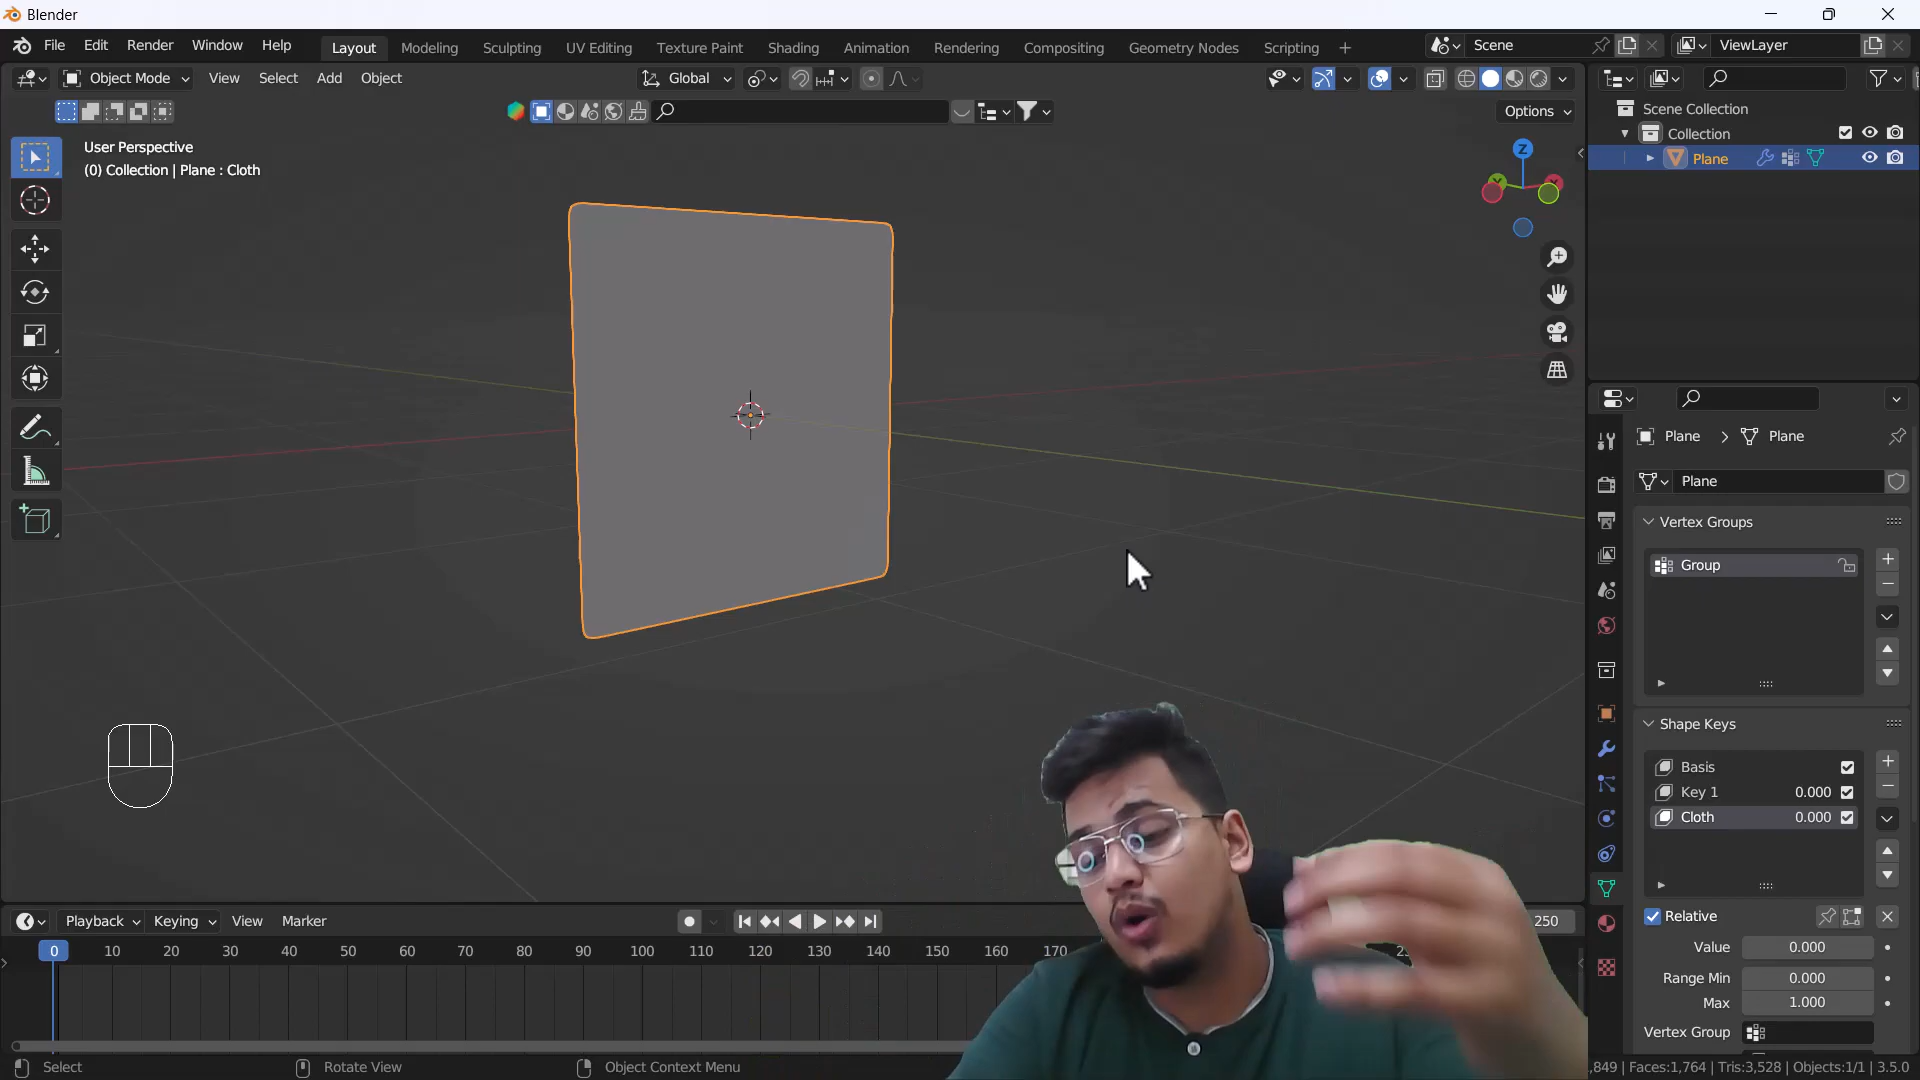 Blender
File Edit Render Window Help
Layout Modeling Sculpting UV Editing Texture Paint Shading Animation Rendering Compositing Geometry Nodes Scripting +
Scene
ViewLayer
Object Mode View Select Add Object
Global
Options
User Perspective
(0) Collection | Plane : Cloth
Z
Scene Collection
Collection
Plane
Plane > Plane
Plane
Vertex Groups
Group
Shape Keys
Basis
Key 1 0.000
Cloth 0.000
Relative
Value 0.000
Range Min 0.000
Max 1.000
Vertex Group
Playback Keying View Marker
250
0 10 20 30 40 50 60 70 80 90 100 110 120 130 140 150 160 170
Select Rotate View Object Context Menu
,849 | Faces:1,764 | Tris:3,528 | Objects:1/1 | 3.5.0